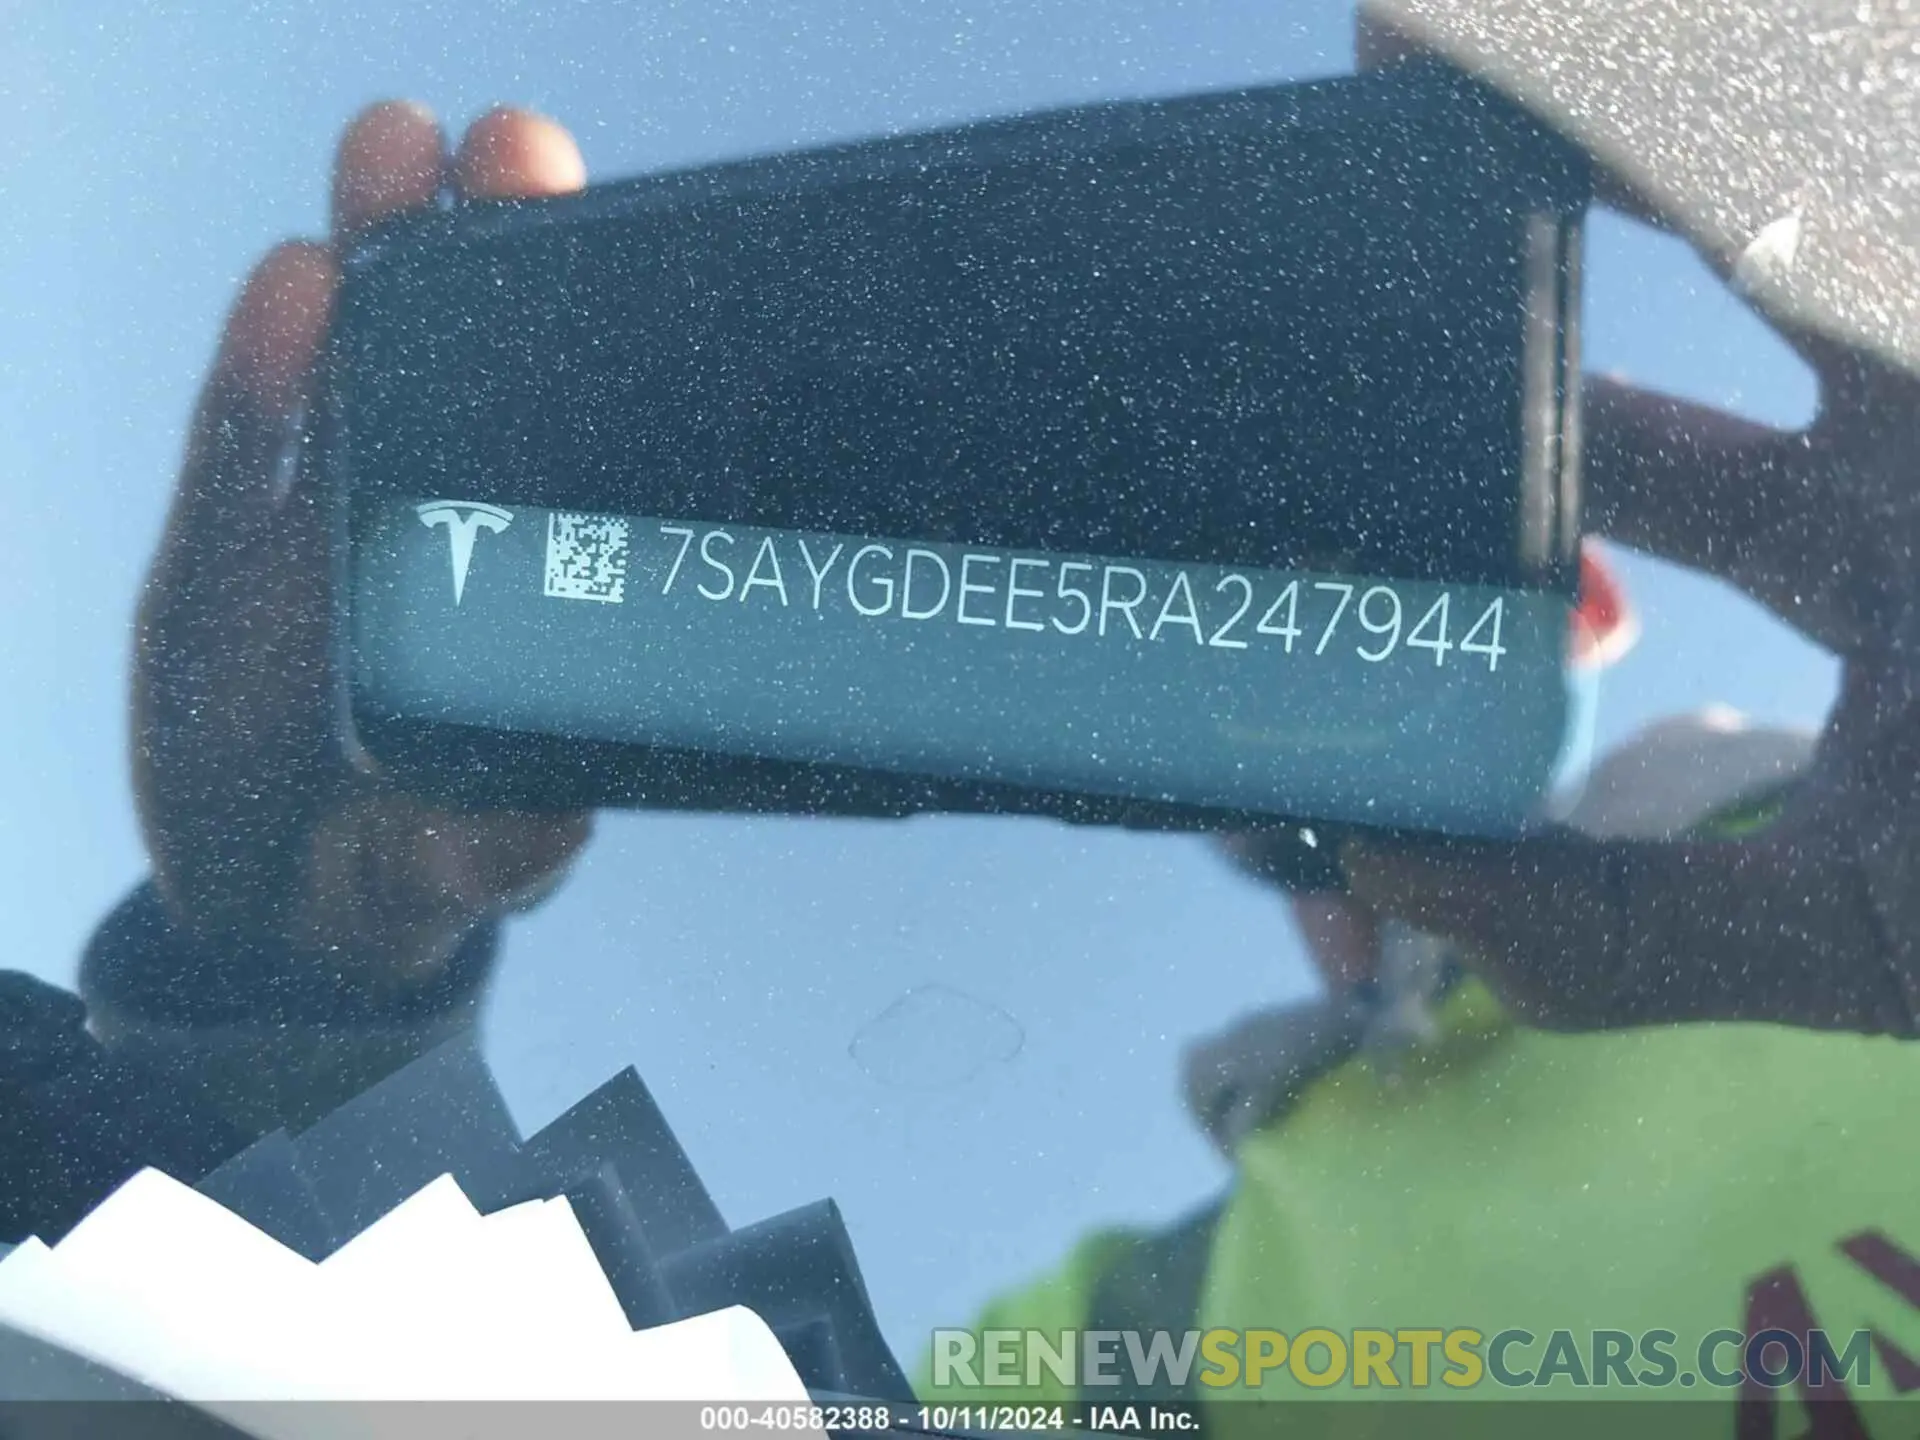 7SAYGDEE5RA247944
RENEWSPORTSCARS.COM
000-40582388 - 10/11/2024 - IAA Inc.